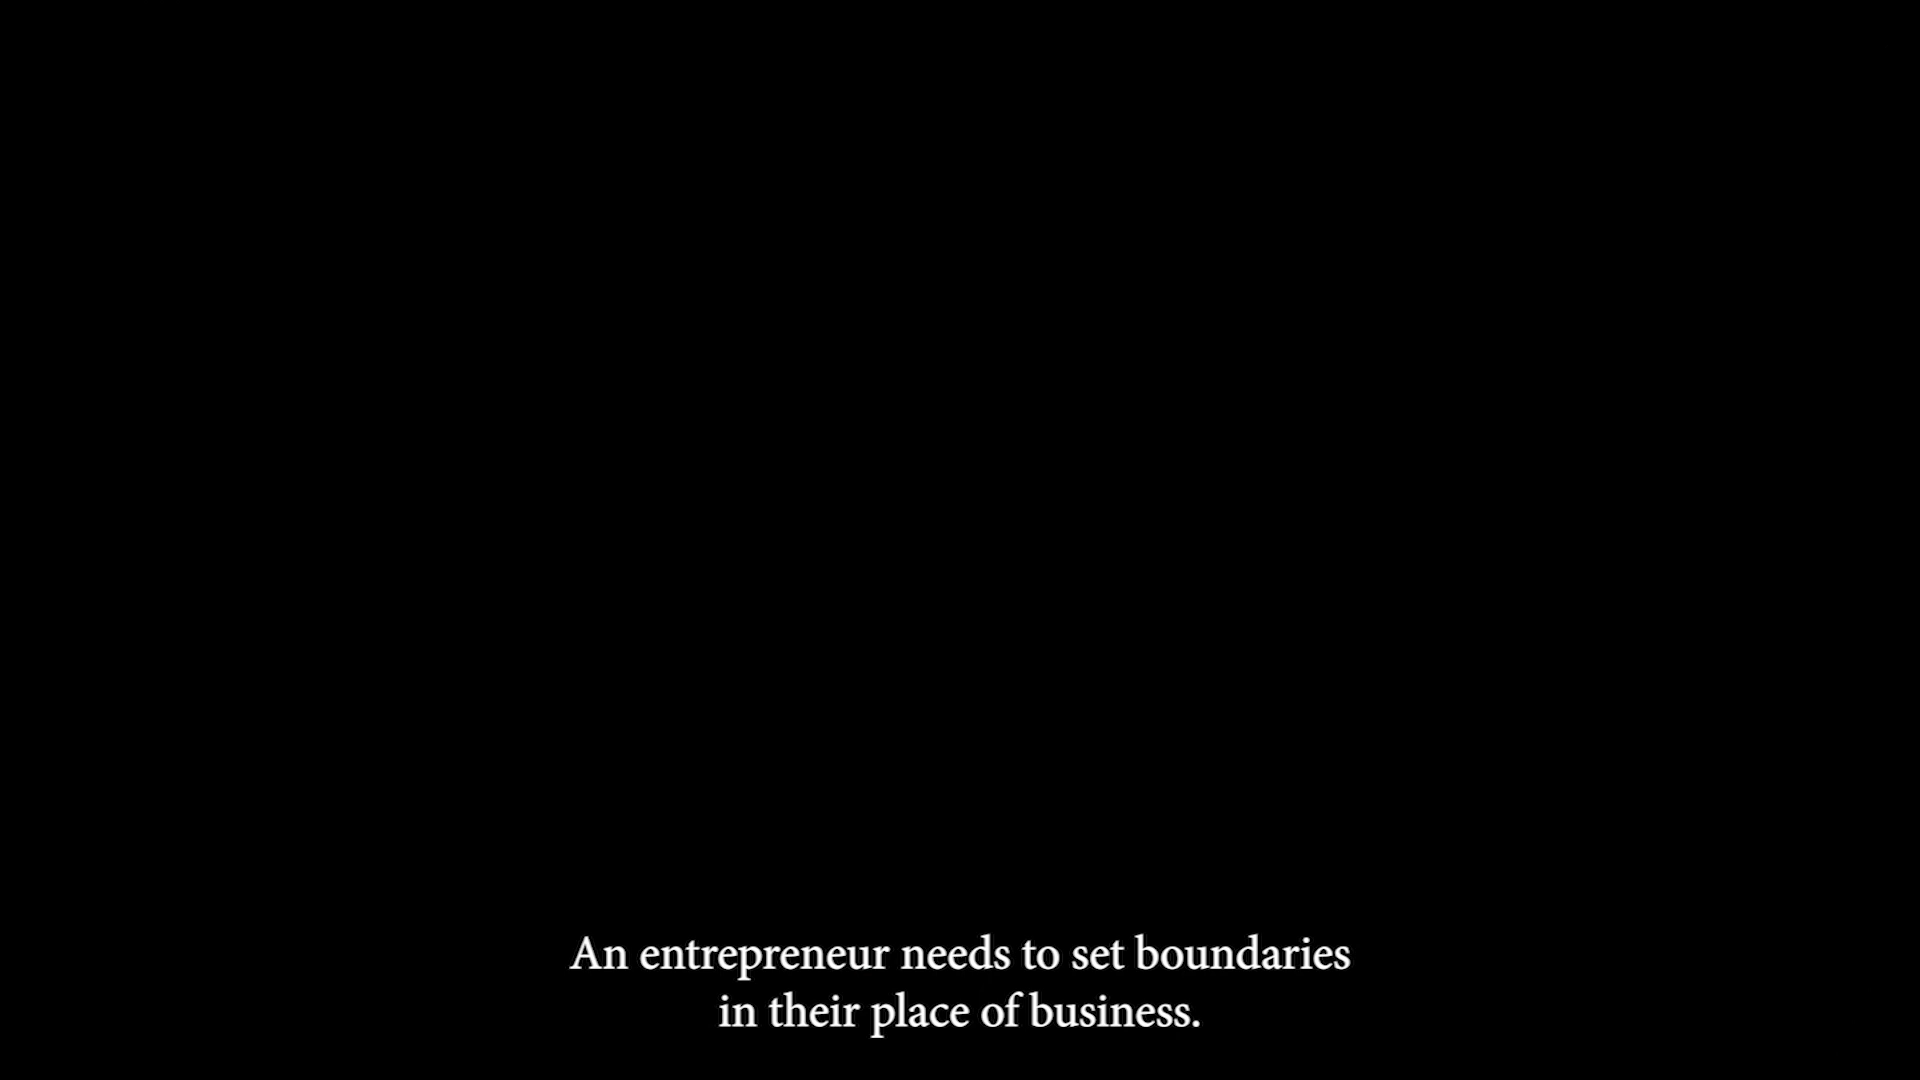 An entrepreneur needs to set boundaries
in their place of business.